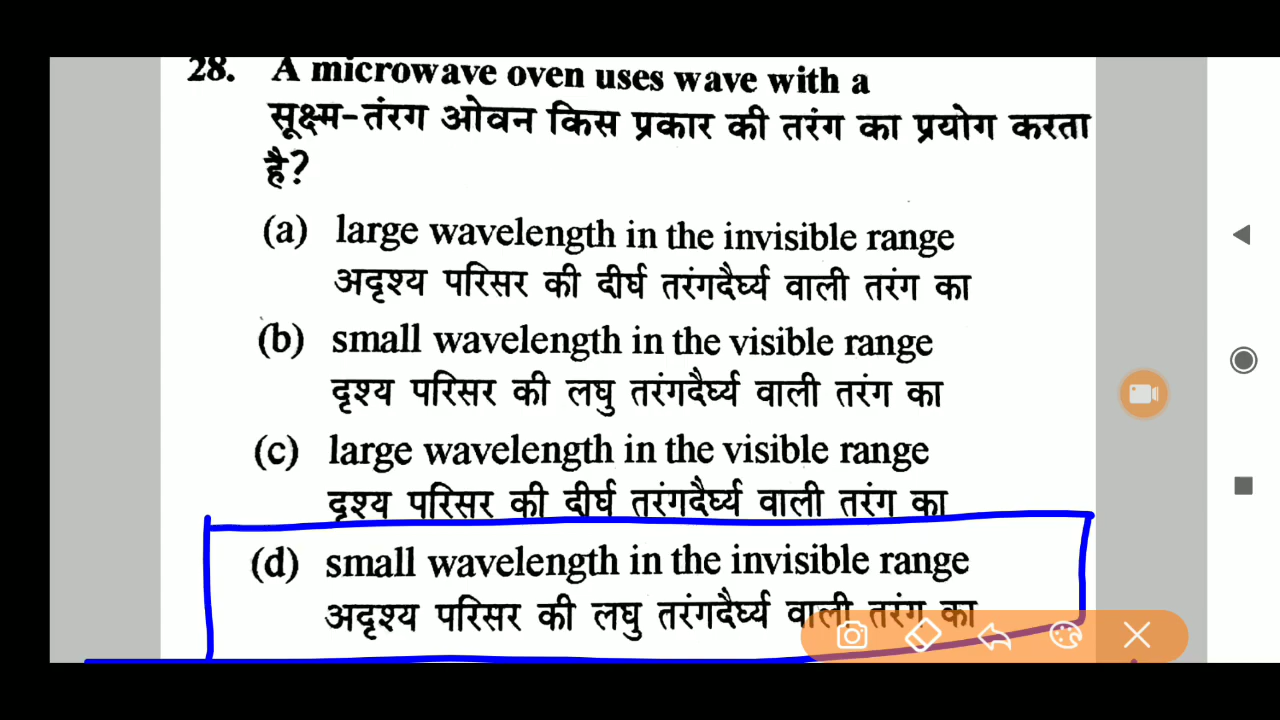 28. A microwave oven uses wave with a
सूक्ष्म-तंरग ओवन किस प्रकार की तरंग का प्रयोग करता
है?
(a) large wavelength in the invisible range
अदृश्य परिसर की दीर्घ तरंगदैर्घ्य वाली तरंग का
(b) small wavelength in the visible range
दृश्य परिसर की लघु तरंगदैर्घ्य वाली तरंग का
(c) large wavelength in the visible range
दृश्य परिसर की दीर्घ तरंगदैर्घ्य वाली तरंग का
(d) small wavelength in the invisible range
अदृश्य परिसर की लघु तरंगदैर्घ्य वाली तरंग का